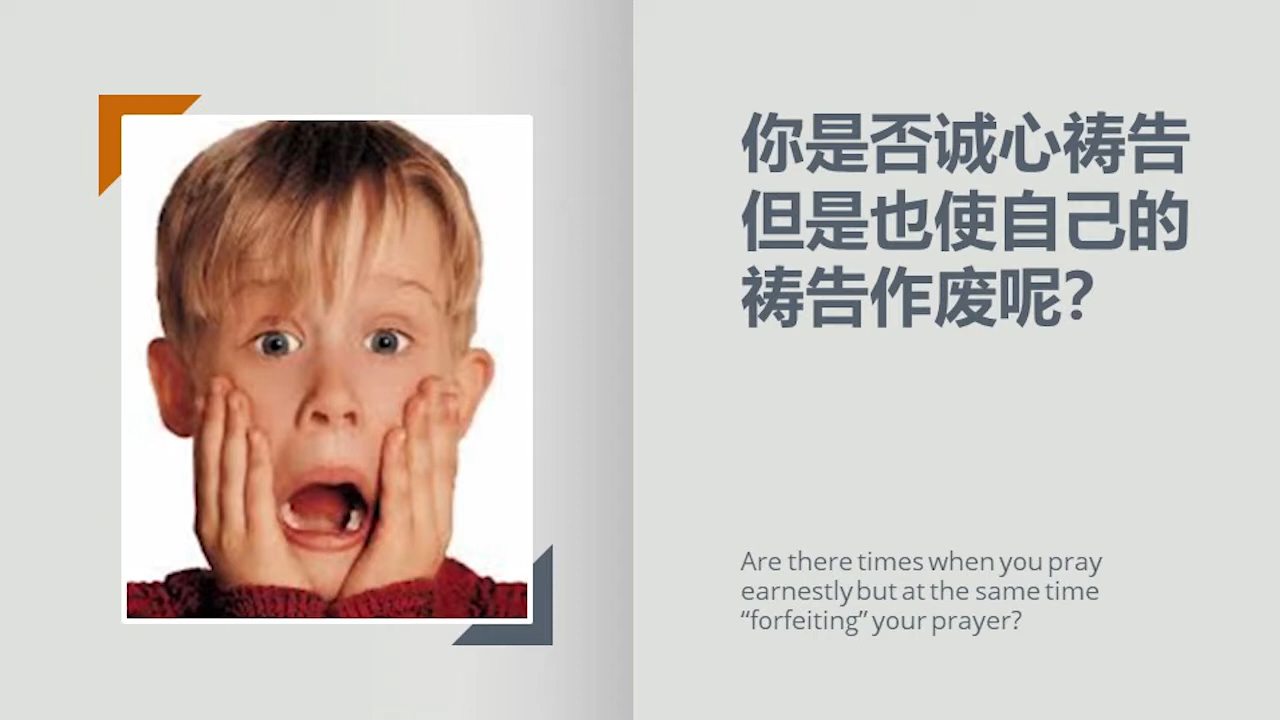 你是否诚心祷告
但是也使自己的
祷告作废呢?
Are there times when you pray
earnestly but at the same time
“forfeiting” your prayer?